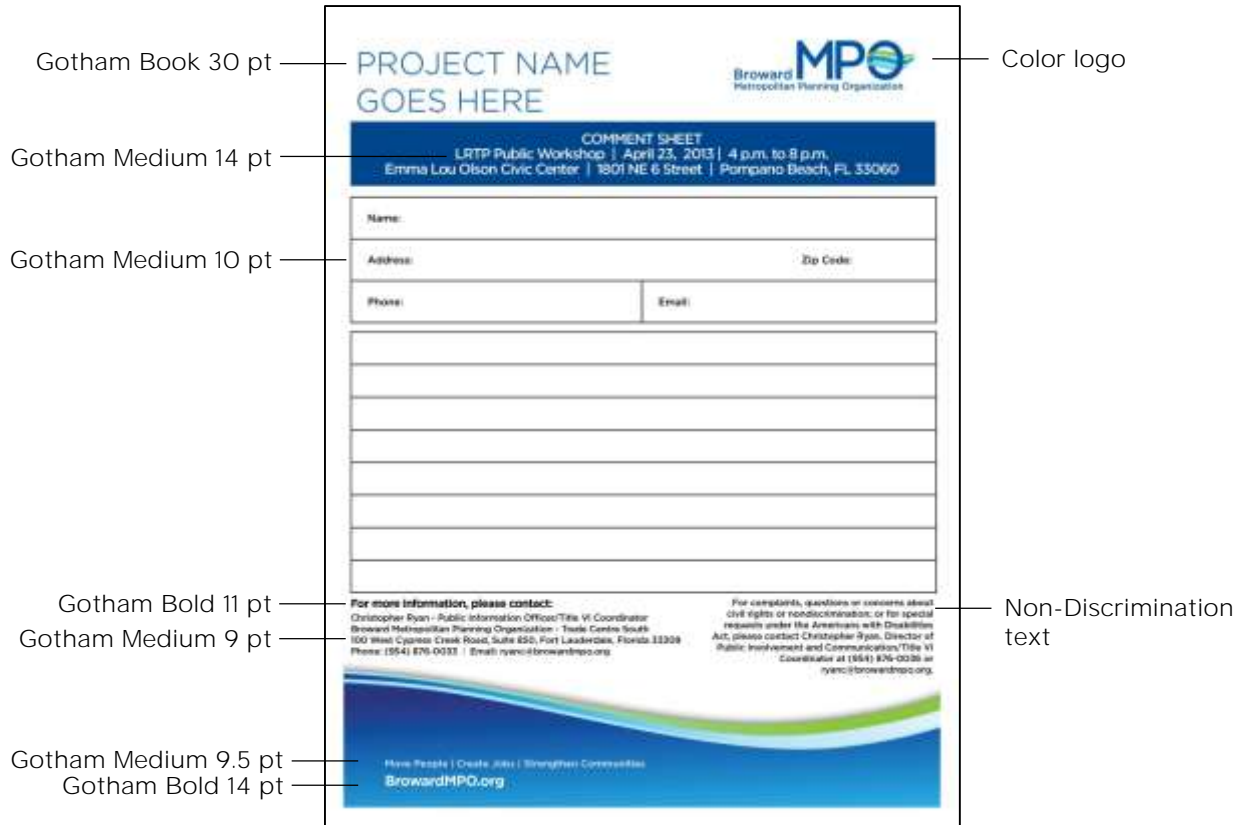 Gotham Book 30 pt
PROJECT NAME
GOES HERE
Broward MPO
Metropolitan Planning Organization
Color logo
Gotham Medium 14 pt
COMMENT SHEET
LRTP Public Workshop | April 23, 2013 | 4 p.m. to 8 p.m.
Emma Lou Olson Civic Center | 1801 NE 6 Street | Pompano Beach, FL 33060
Name:
Gotham Medium 10 pt
Address: Zip Code:
Phone: Email:
Gotham Bold 11 pt
For more information, please contact:
Gotham Medium 9 pt
Christopher Ryan - Public Information Officer/Title VI Coordinator
Broward Metropolitan Planning Organization - Trade Centre South
100 West Cypress Creek Road, Suite 850, Fort Lauderdale, Florida 33309
Phone: (954) 876-0033 | Email: ryanc@browardmpo.org
For complaints, questions or concerns about
civil rights or nondiscrimination; or for special
requests under the Americans with Disabilities
Act, please contact Christopher Ryan, Director of
Public Involvement and Communication/Title VI
Coordinator at (954) 876-0036 or
ryanc@browardmpo.org.
Non-Discrimination
text
Gotham Medium 9.5 pt
Move People | Create Jobs | Strengthen Communities
Gotham Bold 14 pt
BrowardMPO.org